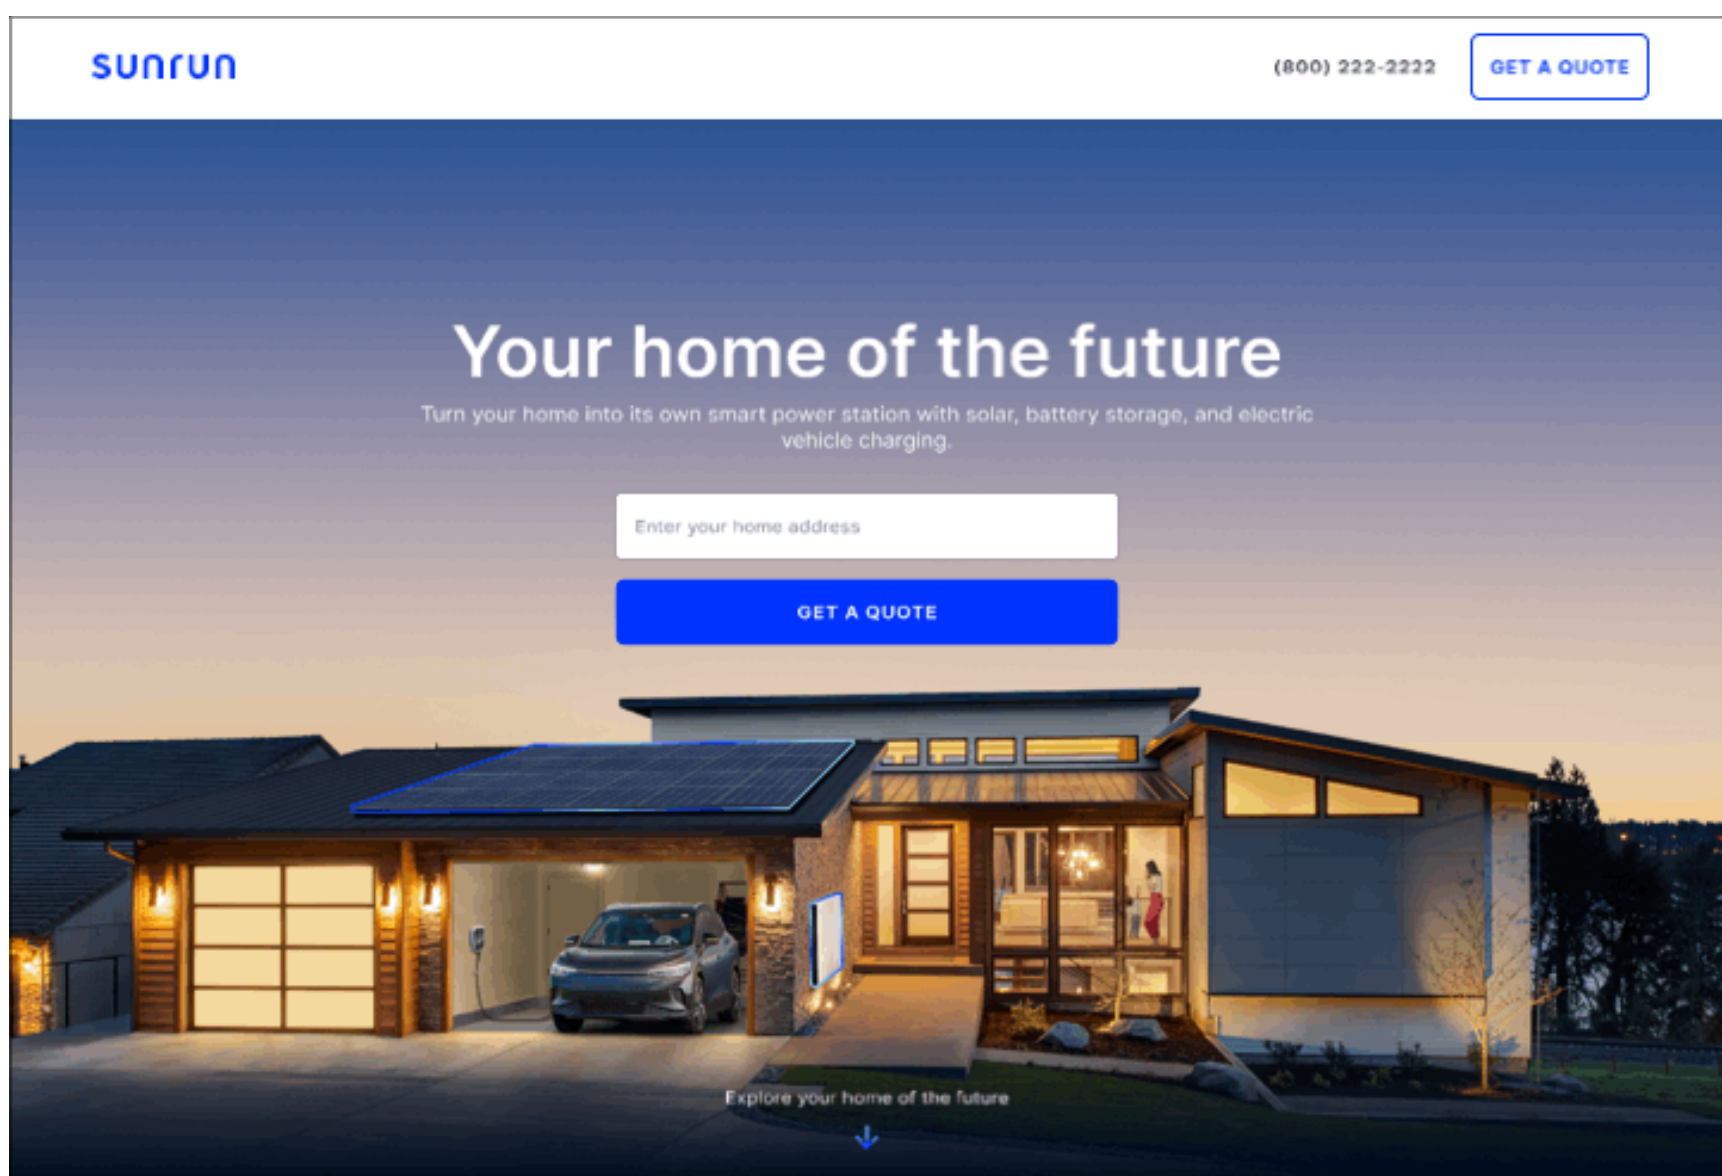 sunrun
(800) 222-2222
GET A QUOTE
Your home of the future
Turn your home into its own smart power station with solar, battery storage, and electric
vehicle charging.
Enter your home address
GET A QUOTE
Explore your home of the future